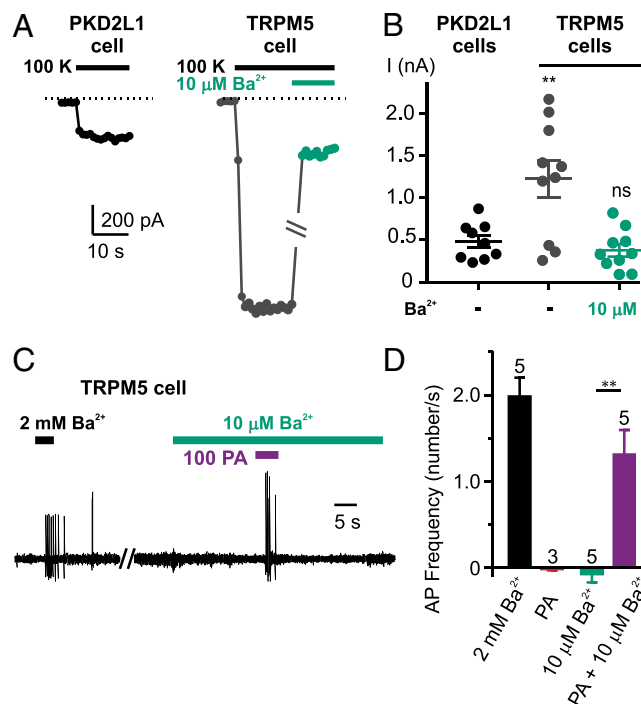 A
PKD2L1
cell
TRPM5
cell
100 K
100 K
10 µM Ba²⁺
200 pA
10 s
B
PKD2L1
cells
TRPM5
cells
I (nA)
**
ns
2.0
1.5
1.0
0.5
0
Ba²⁺
-
-
10 µM
C
TRPM5 cell
2 mM Ba²⁺
10 µM Ba²⁺
100 PA
5 s
D
AP Frequency (number/s)
2.0
1.0
0
5
3
5
**
5
2 mM Ba²⁺
PA
10 µM Ba²⁺
PA + 10 µM Ba²⁺